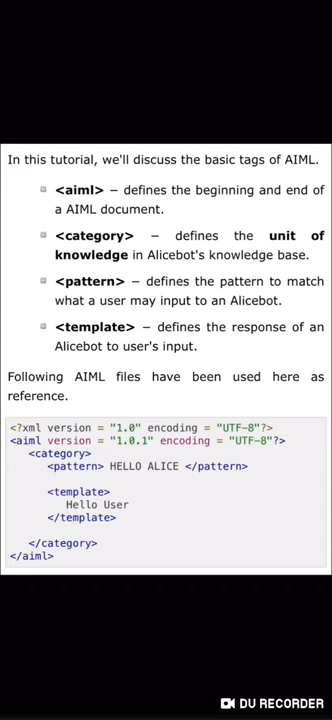 In this tutorial, we'll discuss the basic tags of AIML.
<aiml> − defines the beginning and end of
a AIML document.
<category> − defines the unit of
knowledge in Alicebot's knowledge base.
<pattern> − defines the pattern to match
what a user may input to an Alicebot.
<template> − defines the response of an
Alicebot to user's input.
Following AIML files have been used here as
reference.
<?xml version = "1.0" encoding = "UTF-8"?>
<aiml version = "1.0.1" encoding = "UTF-8"?>
<category>
<pattern> HELLO ALICE </pattern>
<template>
Hello User
</template>
</category>
</aiml>
DU RECORDER